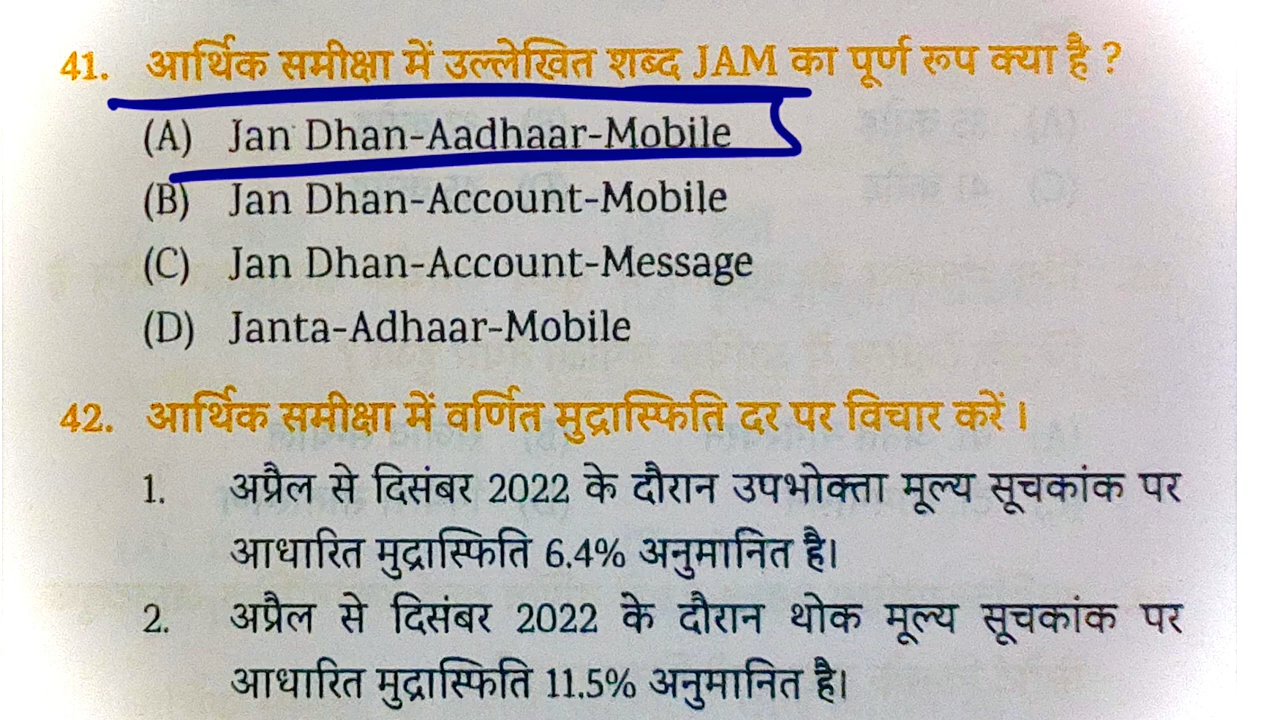 41. आर्थिक समीक्षा में उल्लेखित शब्द JAM का पूर्ण रूप क्या है ?
(A) Jan Dhan-Aadhaar-Mobile
(B) Jan Dhan-Account-Mobile
(C) Jan Dhan-Account-Message
(D) Janta-Adhaar-Mobile
42. आर्थिक समीक्षा में वर्णित मुद्रास्फिति दर पर विचार करें।
1. अप्रैल से दिसंबर 2022 के दौरान उपभोक्ता मूल्य सूचकांक पर
आधारित मुद्रास्फिति 6.4% अनुमानित है।
2. अप्रैल से दिसंबर 2022 के दौरान थोक मूल्य सूचकांक पर
आधारित मुद्रास्फिति 11.5% अनुमानित है।